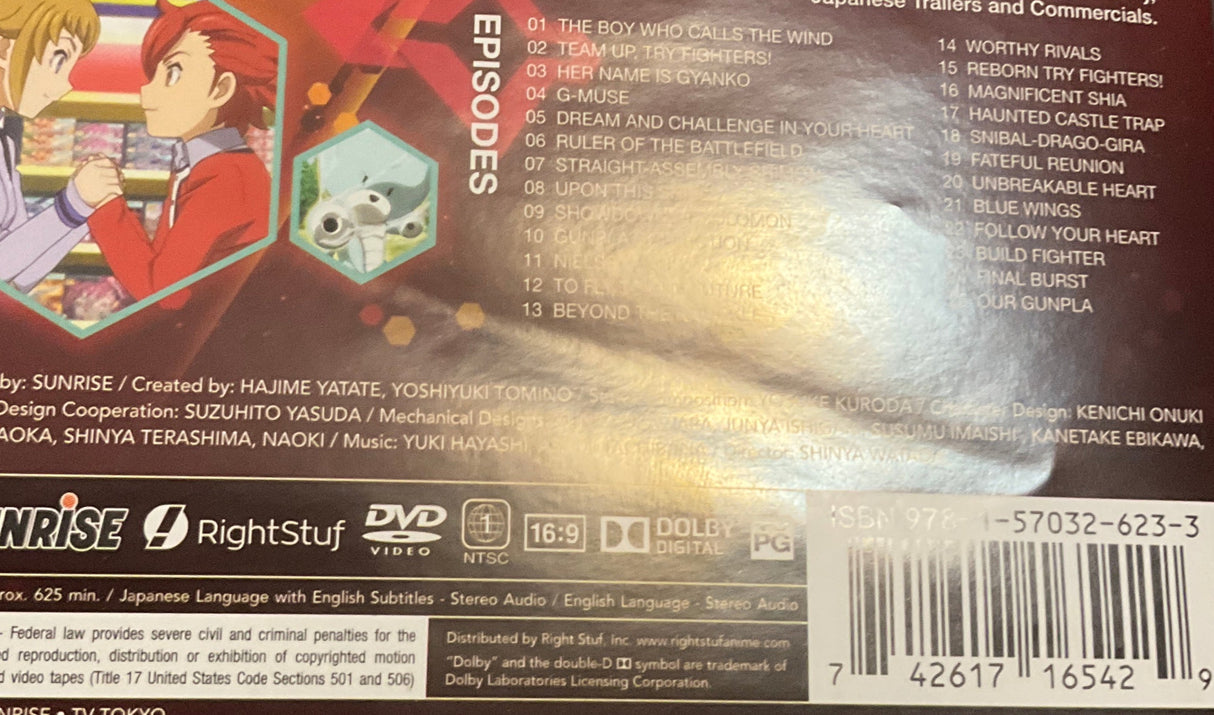 Trailers and Commercials.
EPISODES
01 THE BOY WHO CALLS THE WIND
02 TEAM UP, TRY FIGHTERS!
03 HER NAME IS GYANKO
04 G-MUSE
05 DREAM AND CHALLENGE IN YOUR HEART
06 RULER OF THE BATTLEFIELD
07 STRAIGHT
08 UPON THIS
09
10
11
12 TO
13 BEYOND
14 WORTHY RIVALS
15 REBORN TRY FIGHTERS!
16 MAGNIFICENT SHIA
17 HAUNTED CASTLE TRAP
18 SNIBAL-DRAGO-GIRA
19 FATEFUL REUNION
20 UNBREAKABLE HEART
21 BLUE WINGS
FOLLOW YOUR HEART
BUILD FIGHTER
FINAL BURST
OUR GUNPLA
by: SUNRISE / Created by: HAJIME YATATE, YOSHIYUKI TOMINO / KURODA / Design: KENICHI ONUKI
Design Cooperation: SUZUHITO YASUDA / Mechanical SUSUMU IMAISHI, KANETAKE EBIKAWA,
AOKA, SHINYA TERASHIMA, NAOKI / Music: YUKI HAYASHI Director: SHINYA
NRISE RightStuf DVD VIDEO 1 NTSC 16:9 DOLBY DIGITAL PG
ISBN 978-1-57032-623-3
rox. 625 min. / Japanese Language with English Subtitles - Stereo Audio / English Language - Stereo Audio
- Federal law provides severe civil and criminal penalties for the
d reproduction, distribution or exhibition of copyrighted motion
d video tapes (Title 17 United States Code Sections 501 and 506)
Distributed by Right Stuf, Inc. www.rightstufanime.com
"Dolby" and the double-D symbol are trademark of
Dolby Laboratories Licensing Corporation.
7 42617 16542 9
NRISE • TV TOKYO